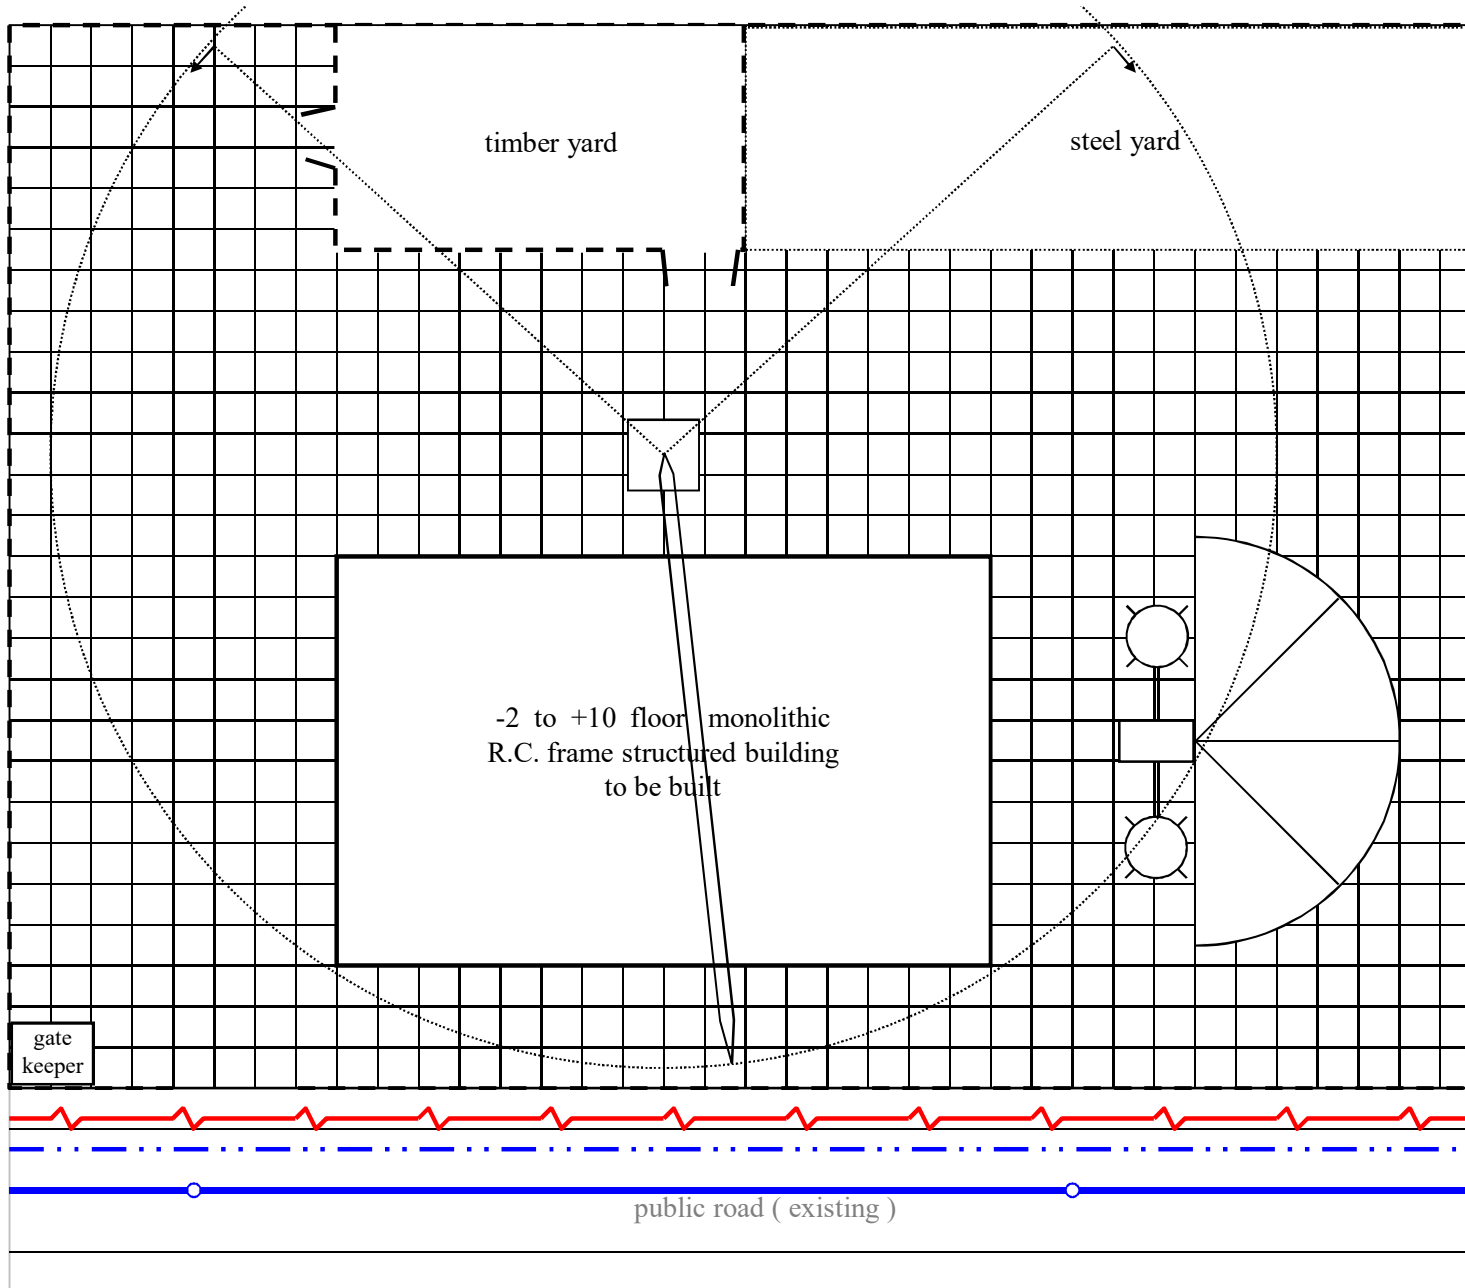 timber yard
steel yard
-2 to +10 floor monolithic
R.C. frame structured building
to be built
gate
keeper
public road ( existing )